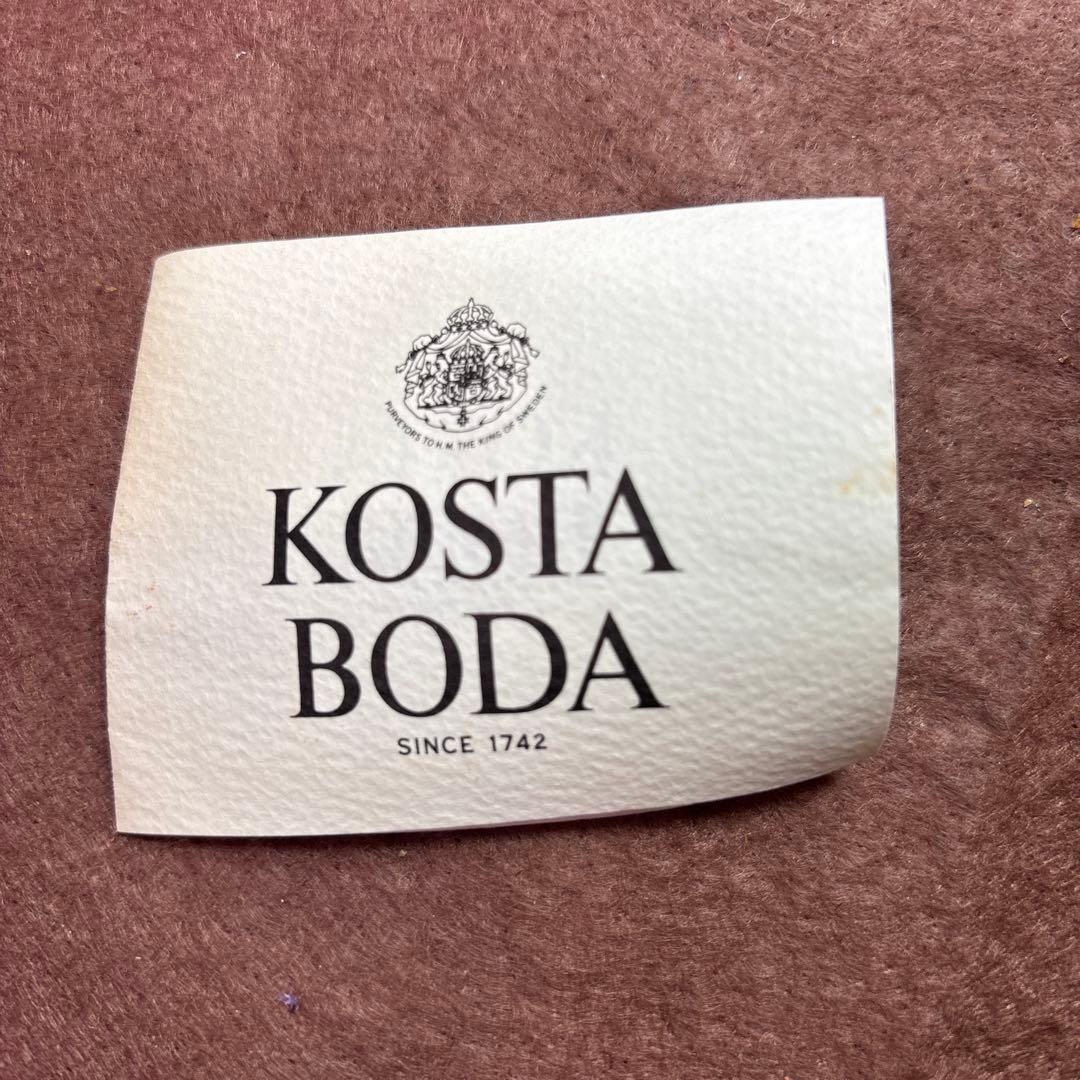 PURVEYORS TO H.M. THE KING OF SWEDEN
KOSTA
BODA
SINCE 1742